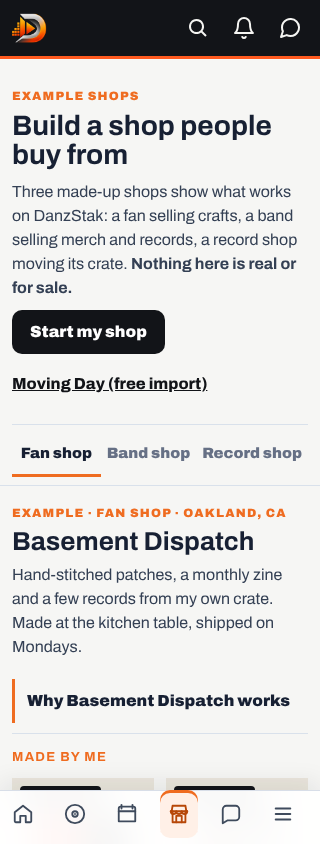 EXAMPLE SHOPS
Build a shop people
buy from
Three made-up shops show what works
on DanzStak: a fan selling crafts, a band
selling merch and records, a record shop
moving its crate. Nothing here is real or
for sale.
Start my shop
Moving Day (free import)
Fan shop Band shop Record shop
EXAMPLE · FAN SHOP · OAKLAND, CA
Basement Dispatch
Hand-stitched patches, a monthly zine
and a few records from my own crate.
Made at the kitchen table, shipped on
Mondays.
Why Basement Dispatch works
MADE BY ME